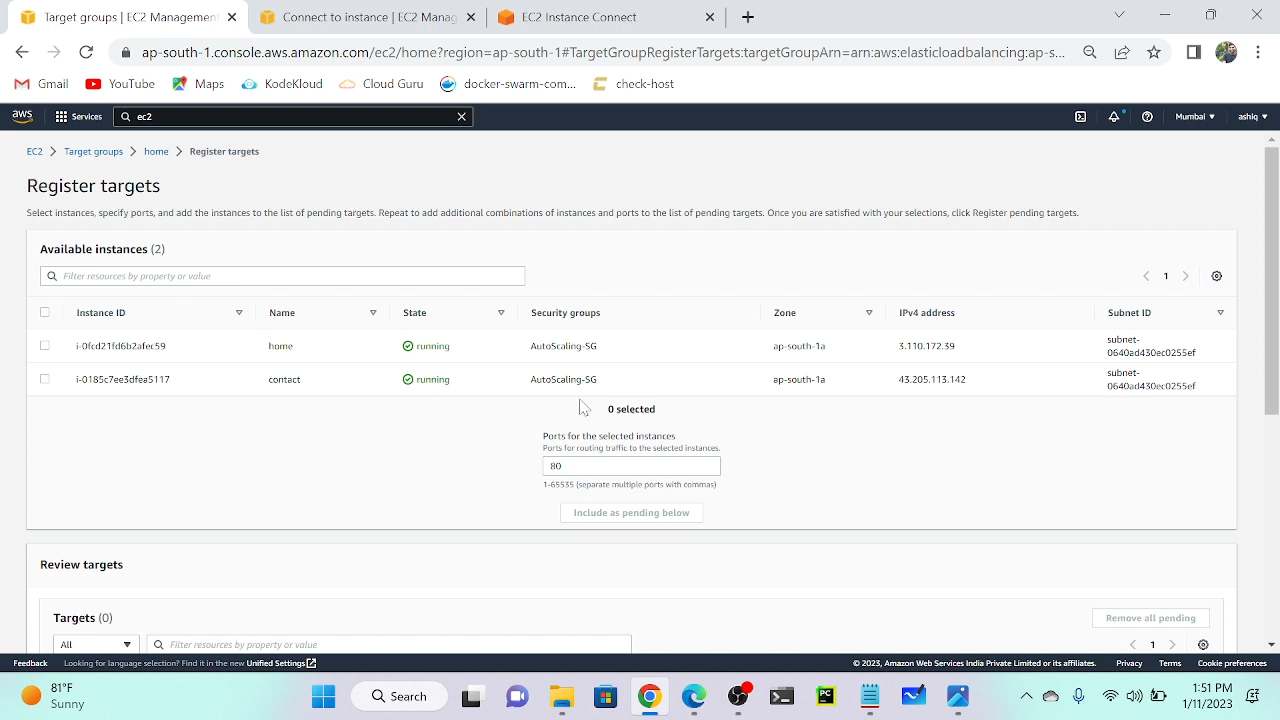 Target groups | EC2 Management
Connect to instance | EC2 Mana
EC2 Instance Connect
ap-south-1.console.aws.amazon.com/ec2/home?region=ap-south-1#TargetGroupRegisterTargets:targetGroupArn=arn:aws:elasticloadbalancing:ap-s...
Gmail YouTube Maps KodeKloud Cloud Guru docker-swarm-com... check-host
aws Services ec2 Mumbai ashiq
EC2 Target groups home Register targets
Register targets
Select instances, specify ports, and add the instances to the list of pending targets. Repeat to add additional combinations of instances and ports to the list of pending targets. Once you are satisfied with your selections, click Register pending targets.
Available instances (2)
Filter resources by property or value 1
Instance ID Name State Security groups Zone IPv4 address Subnet ID
i-0fcd21fd6b2afec59 home running AutoScaling-SG ap-south-1a 3.110.172.39 subnet-
0640ad430ec0255ef
i-0185c7ee3dfea5117 contact running AutoScaling-SG ap-south-1a 43.205.113.142 subnet-
0640ad430ec0255ef
0 selected
Ports for the selected instances
Ports for routing traffic to the selected instances.
80
1-65535 (separate multiple ports with commas)
Include as pending below
Review targets
Targets (0) Remove all pending
All Filter resources by property or value 1
Feedback Looking for language selection? Find it in the new Unified Settings © 2023, Amazon Web Services India Private Limited or its affiliates. Privacy Terms Cookie preferences
81°F
Sunny
Search
PC
1:51 PM
1/11/2023